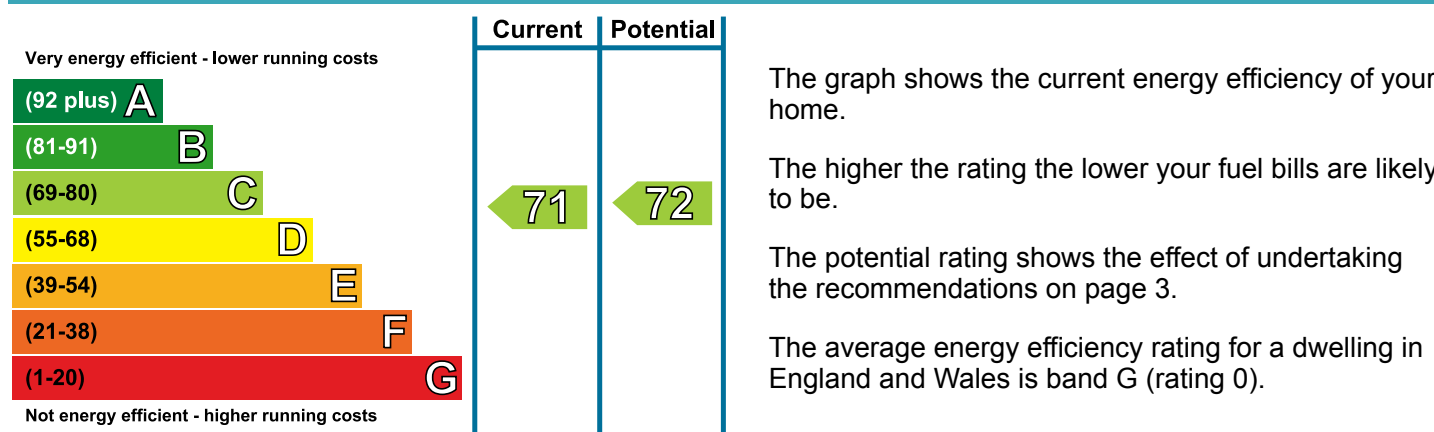 Current Potential
Very energy efficient - lower running costs
(92 plus) A
(81-91) B
(69-80) C
(55-68) D
(39-54) E
(21-38) F
(1-20) G
Not energy efficient - higher running costs
71 72
The graph shows the current energy efficiency of your
home.
The higher the rating the lower your fuel bills are likely
to be.
The potential rating shows the effect of undertaking
the recommendations on page 3.
The average energy efficiency rating for a dwelling in
England and Wales is band G (rating 0).